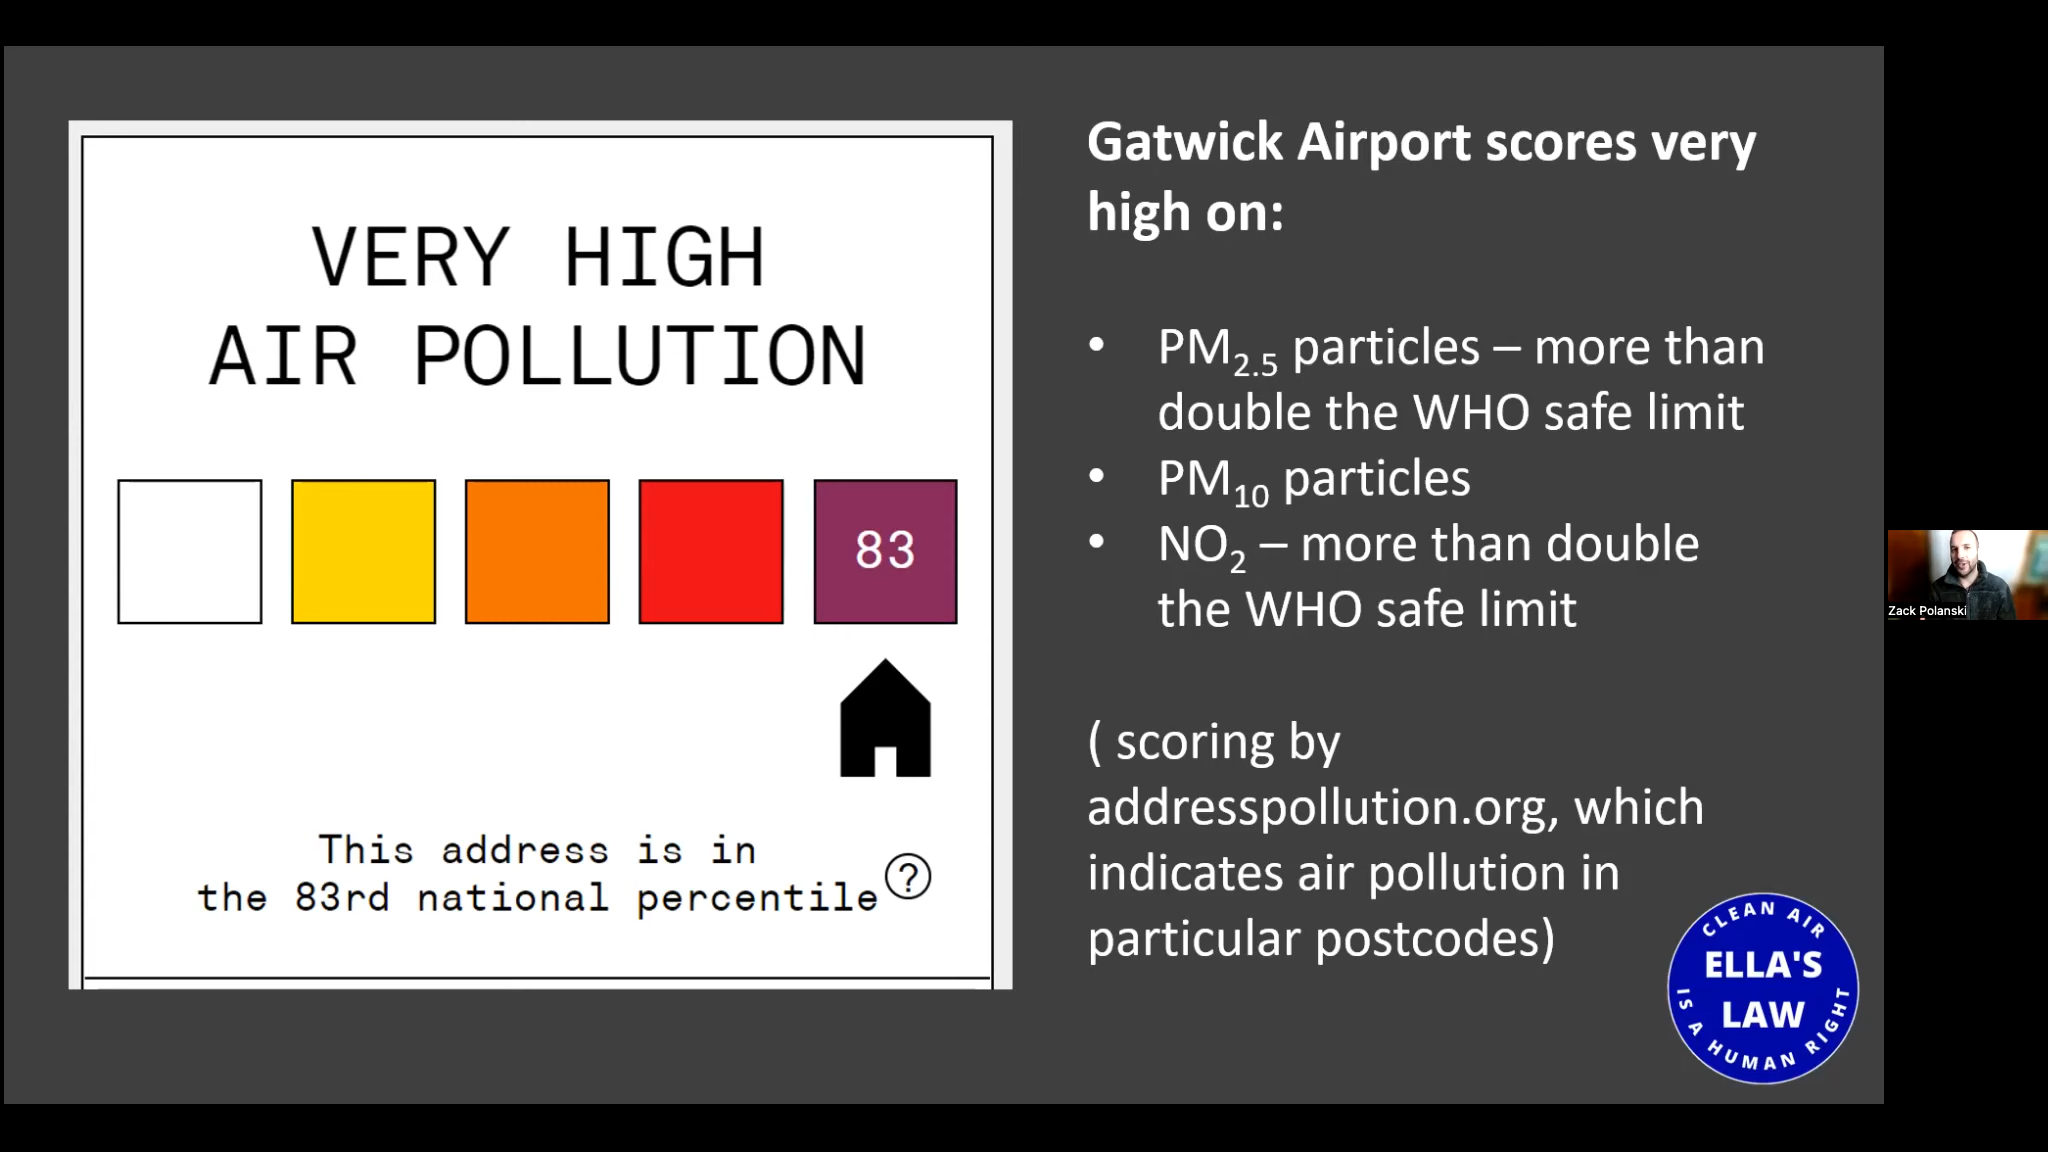 VERY HIGH
AIR POLLUTION
83
This address is in
the 83rd national percentile
?
Gatwick Airport scores very
high on:
• PM2.5 particles – more than
double the WHO safe limit
• PM10 particles
• NO2 – more than double
the WHO safe limit
( scoring by
addresspollution.org, which
indicates air pollution in
particular postcodes)
CLEAN AIR
ELLA'S
LAW
IS A HUMAN RIGHT
Zack Polanski